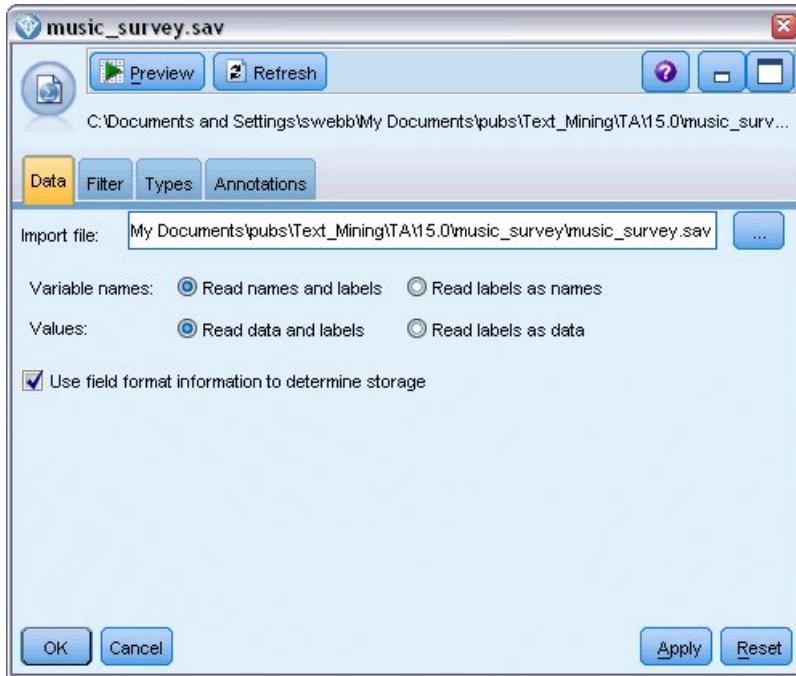 music_survey.sav
Preview Refresh
C:\Documents and Settings\swebb\My Documents\pubs\Text_Mining\TA\15.0\music_surv...
Data Filter Types Annotations
Import file: My Documents\pubs\Text_Mining\TA\15.0\music_survey\music_survey.sav ...
Variable names: Read names and labels Read labels as names
Values: Read data and labels Read labels as data
Use field format information to determine storage
OK Cancel Apply Reset